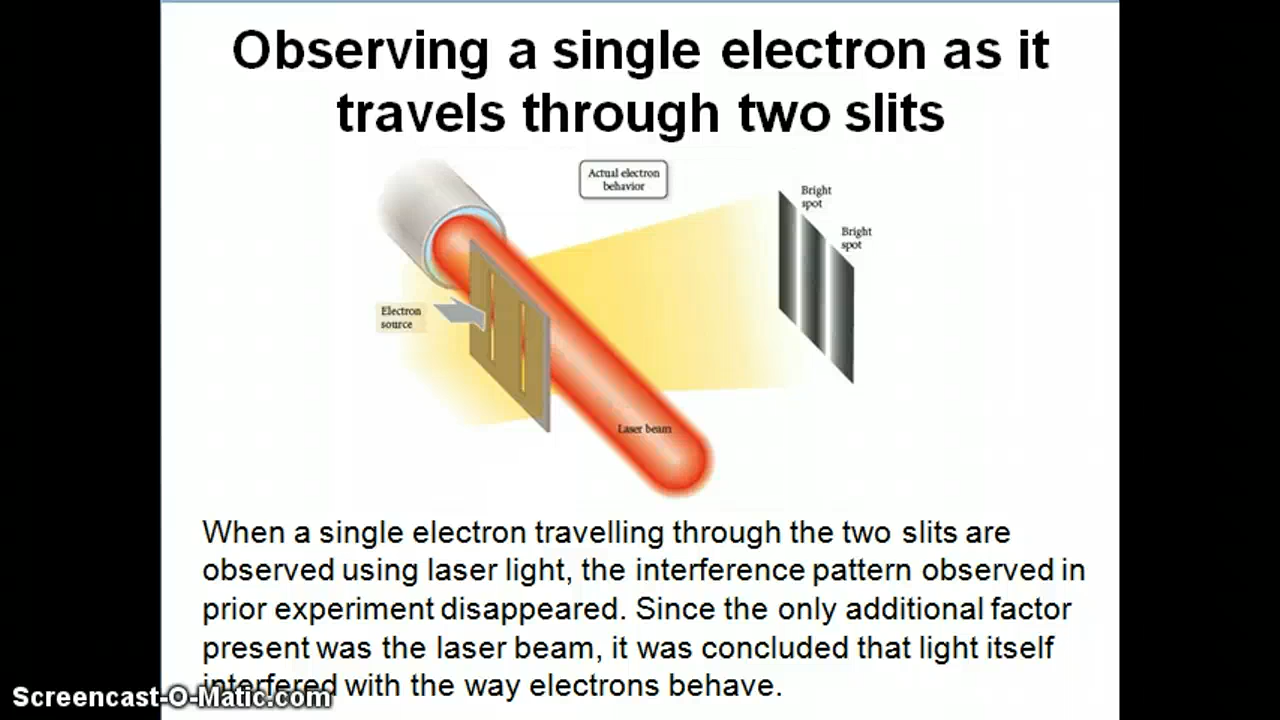 Observing a single electron as it
travels through two slits
Actual electron
behavior
Bright
spot
Bright
spot
Electron
source
Laser beam
When a single electron travelling through the two slits are
observed using laser light, the interference pattern observed in
prior experiment disappeared. Since the only additional factor
present was the laser beam, it was concluded that light itself
interfered with the way electrons behave.
Screencast-O-Matic.com